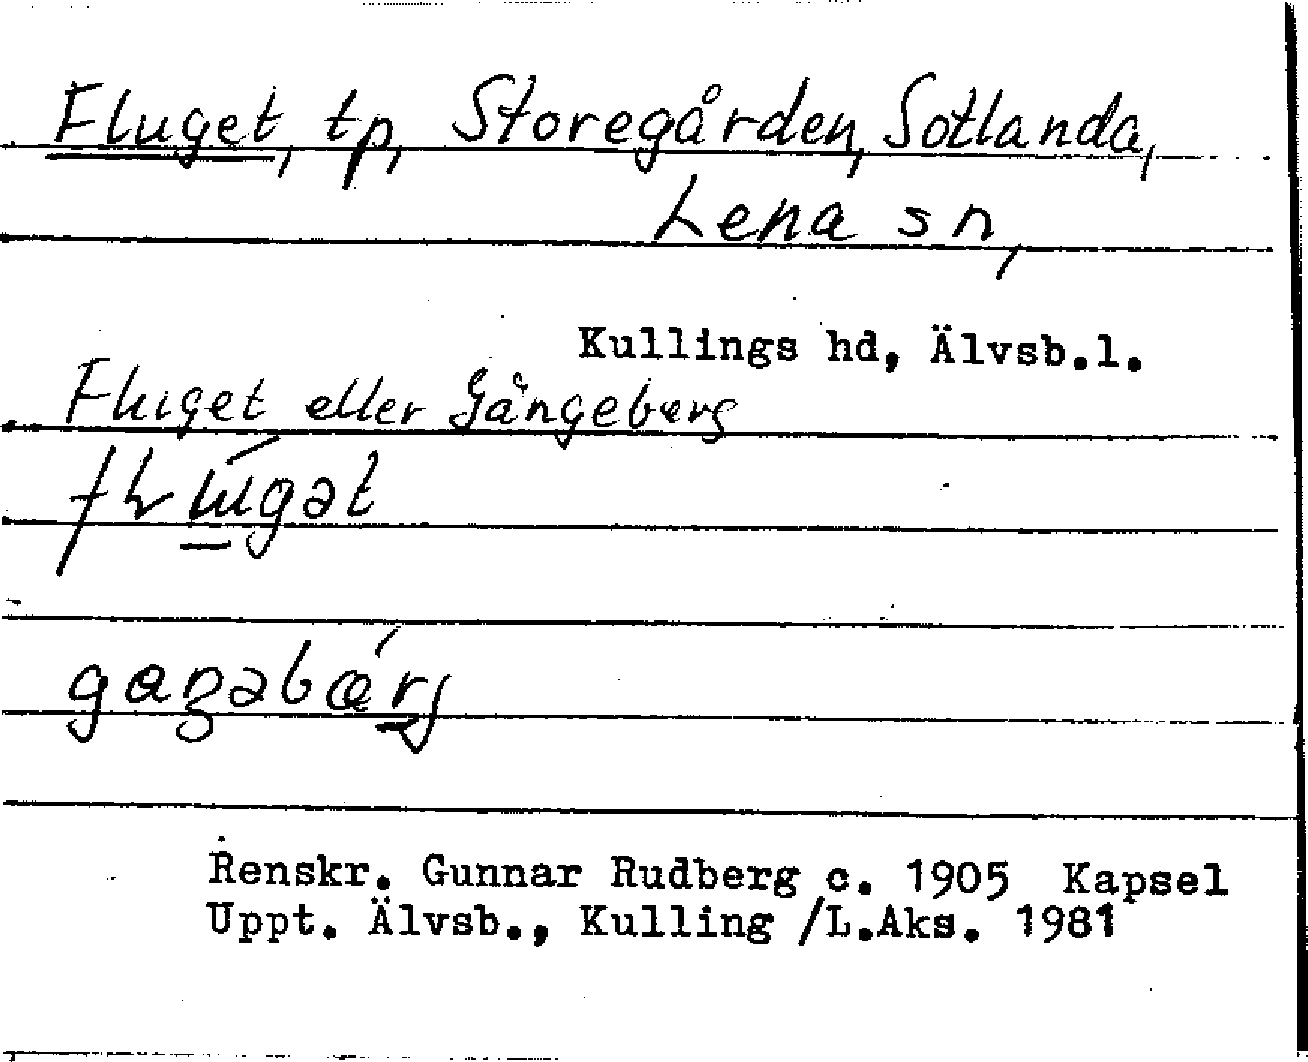 Fluget, tp, Storegården, Sotlanda,
Lena sn,
Kullings hd, Älvsb.l.
Fluget eller Gångeberg
gaŋəbærj
Renskr. Gunnar Rudberg c. 1905 Kapsel
Uppt. Älvsb., Kulling /L.Aks. 1981